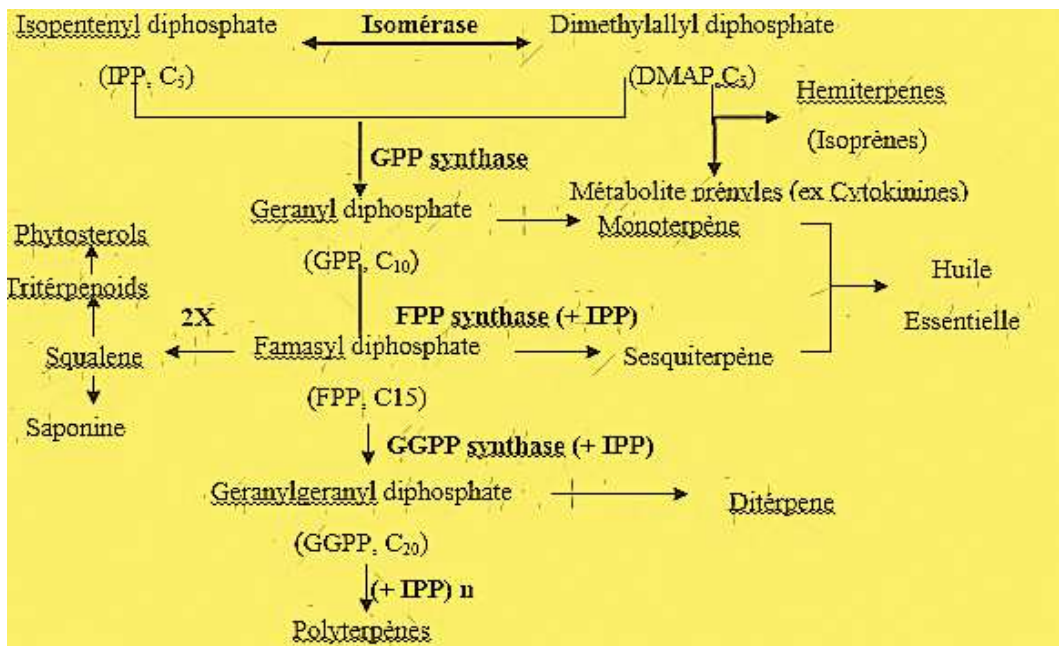 Isopentenyl diphosphate Isomérase Dimethylallyl diphosphate
(IPP, C5) (DMAP, C5) Hemiterpenes
(Isoprènes)
GPP synthase
Métabolite prényles (ex Cytokinines)
Geranyl diphosphate Monoterpène
Phytosterols
(GPP, C10)
Huile
Tritérpenoids
2X FPP synthase (+ IPP) Essentielle
Squalene Famasyl diphosphate Sesquiterpène
(FPP, C15)
Saponine
GGPP synthase (+ IPP)
Geranylgeranyl diphosphate Ditérpene
(GGPP, C20)
(+ IPP) n
Polyterpènes